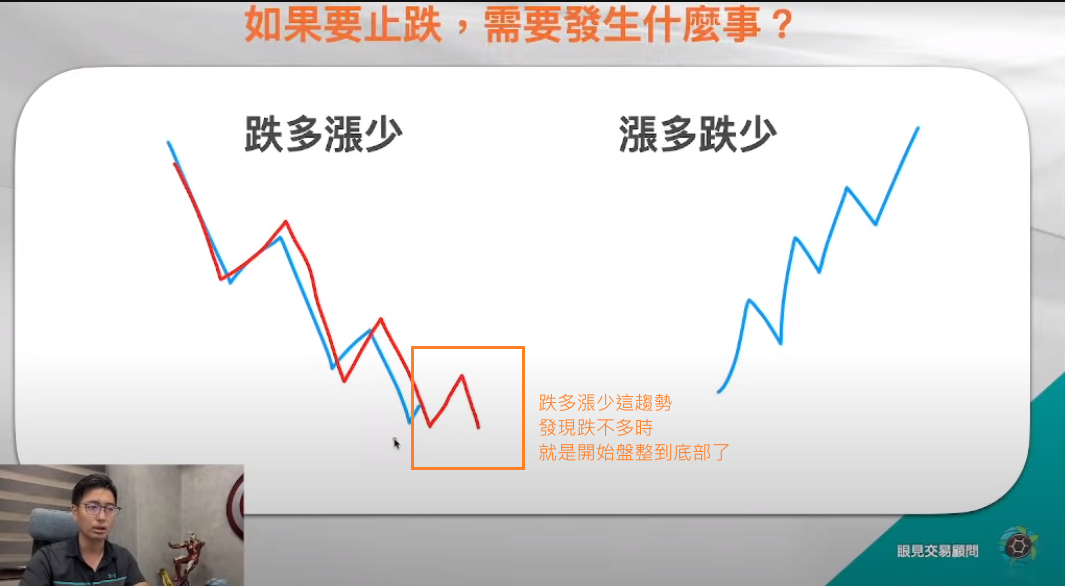 如果要止跌，需要發生什麼事？
跌多漲少
漲多跌少
跌多漲少這趨勢
發現跌不多時
就是開始盤整到底部了
眼見交易顧問